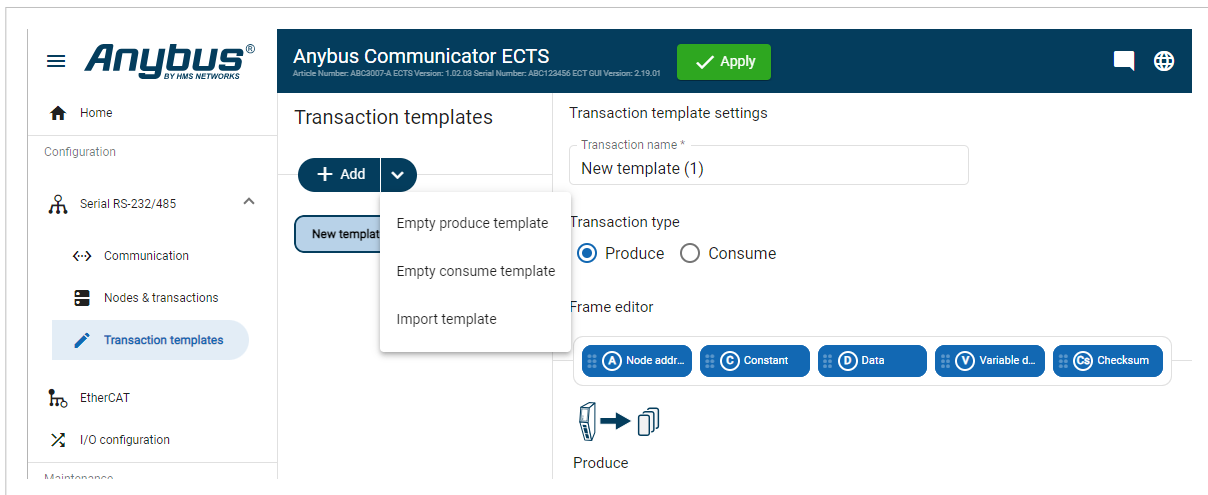 Anybus®
BY HMS NETWORKS
Anybus Communicator ECTS
Article Number: ABC3007-A ECTS Version: 1.02.03 Serial Number: ABC123456 ECT GUI Version: 2.19.01
Apply
Home
Configuration
Serial RS-232/485
Communication
Nodes & transactions
Transaction templates
EtherCAT
I/O configuration
Maintenance
Transaction templates
Add
New templat
Empty produce template
Empty consume template
Import template
Transaction template settings
Transaction name *
New template (1)
Transaction type
Produce
Consume
Frame editor
A Node addr...
C Constant
D Data
V Variable d...
Cs Checksum
Produce